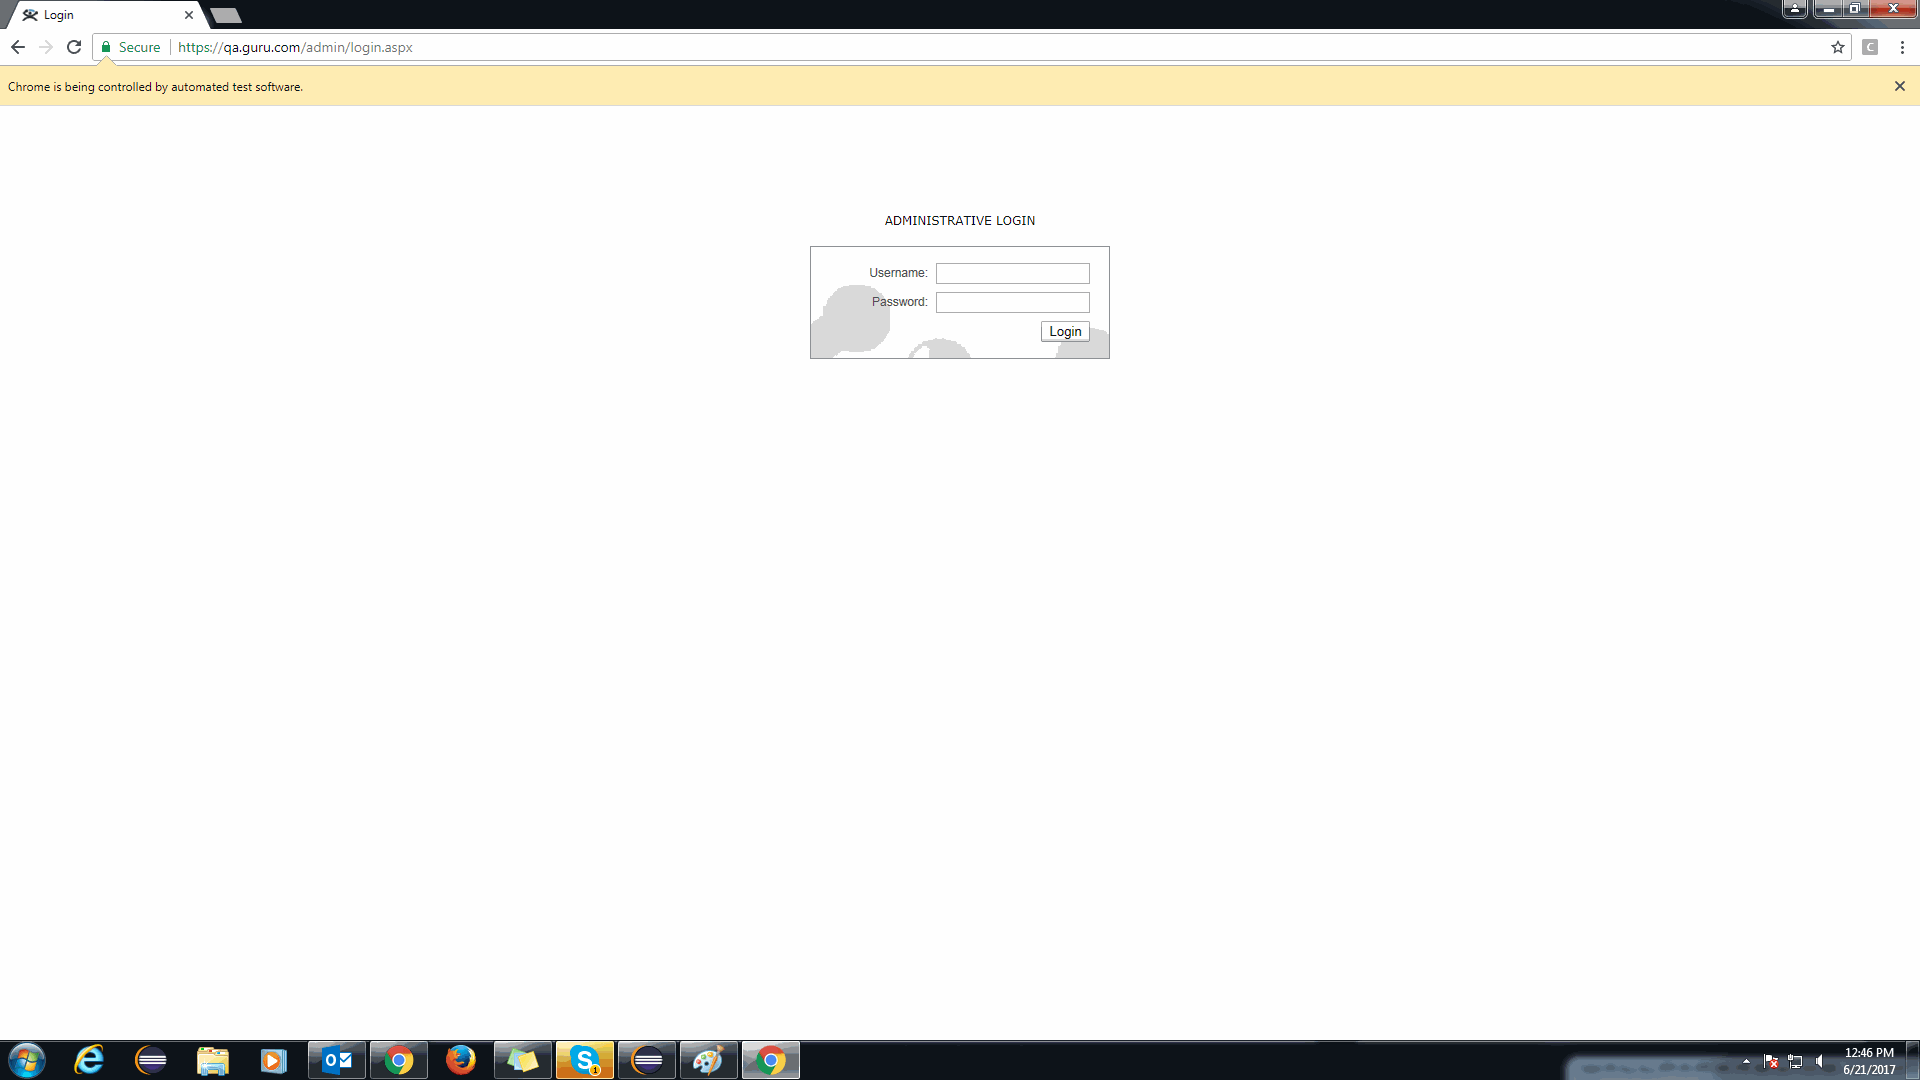 Login
Secure
https://qa.guru.com/admin/login.aspx
C
Chrome is being controlled by automated test software.
ADMINISTRATIVE LOGIN
Username:
Password:
Login
12:46 PM
6/21/2017